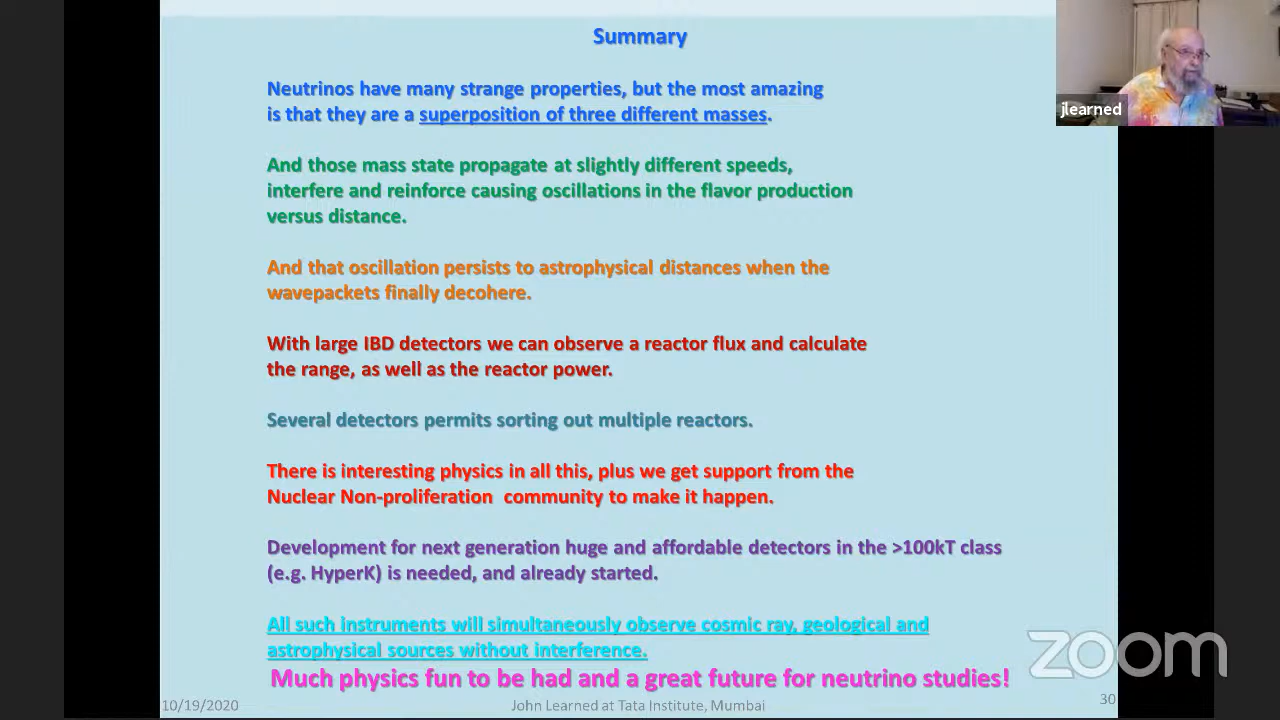 Summary
Neutrinos have many strange properties, but the most amazing
is that they are a superposition of three different masses.
And those mass state propagate at slightly different speeds,
interfere and reinforce causing oscillations in the flavor production
versus distance.
And that oscillation persists to astrophysical distances when the
wavepackets finally decohere.
With large IBD detectors we can observe a reactor flux and calculate
the range, as well as the reactor power.
Several detectors permits sorting out multiple reactors.
There is interesting physics in all this, plus we get support from the
Nuclear Non-proliferation community to make it happen.
Development for next generation huge and affordable detectors in the >100kT class
(e.g. HyperK) is needed, and already started.
All such instruments will simultaneously observe cosmic ray, geological and
astrophysical sources without interference.
Much physics fun to be had and a great future for neutrino studies!
10/19/2020
John Learned at Tata Institute, Mumbai
30
jlearned
zoom